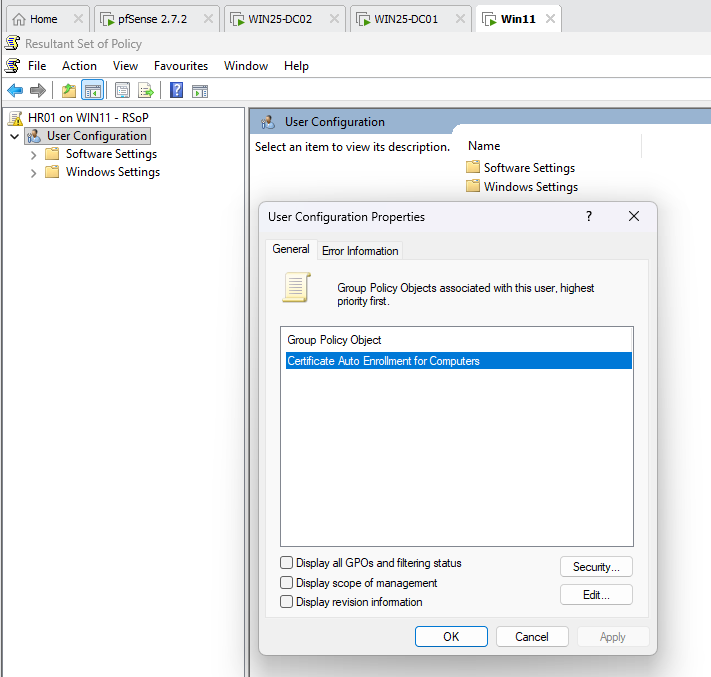 Home
pfSense 2.7.2
WIN25-DC02
WIN25-DC01
Win11
Resultant Set of Policy
File Action View Favourites Window Help
HR01 on WIN11 - RSoP
User Configuration
Software Settings
Windows Settings
User Configuration
Select an item to view its description.
Name
Software Settings
Windows Settings
User Configuration Properties
General
Error Information
Group Policy Objects associated with this user, highest
priority first.
Group Policy Object
Certificate Auto Enrollment for Computers
Display all GPOs and filtering status
Display scope of management
Display revision information
Security...
Edit...
OK
Cancel
Apply